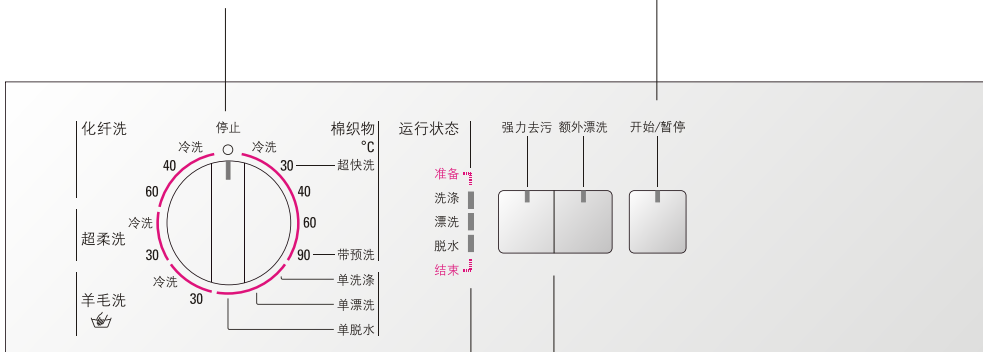 化纤洗
停止
棉织物
°C
运行状态
强力去污
额外漂洗
开始/暂停
冷洗
冷洗
40
30
超快洗
60
40
准备
洗涤
漂洗
脱水
结束
超柔洗
冷洗
60
30
90
带预洗
冷洗
单洗涤
羊毛洗
30
单漂洗
单脱水